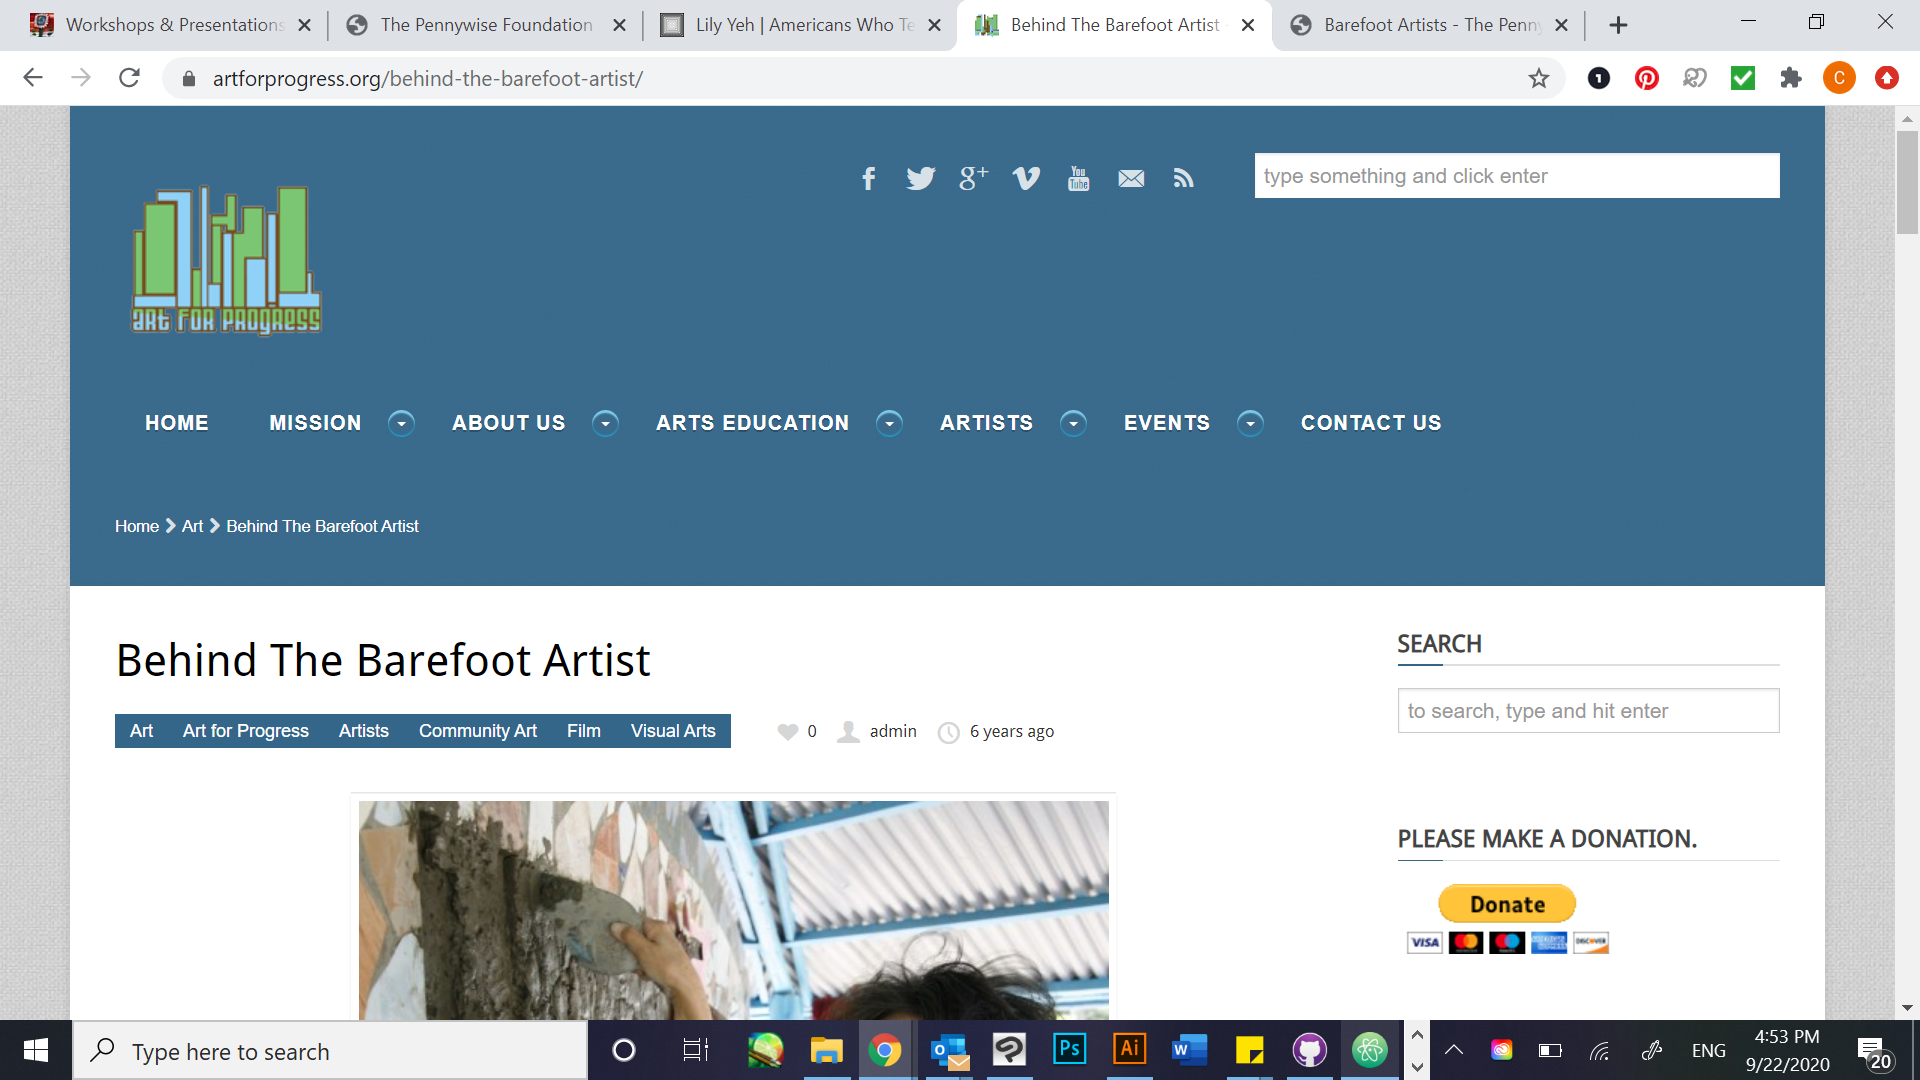 Workshops & Presentations
The Pennywise Foundation
Lily Yeh | Americans Who Te
Behind The Barefoot Artist
Barefoot Artists - The Penny
artforprogress.org/behind-the-barefoot-artist/
C
type something and click enter
ART FOR PROGRESS
HOME MISSION ABOUT US ARTS EDUCATION ARTISTS EVENTS CONTACT US
Home Art Behind The Barefoot Artist
Behind The Barefoot Artist
Art Art for Progress Artists Community Art Film Visual Arts 0 admin 6 years ago
SEARCH
to search, type and hit enter
PLEASE MAKE A DONATION.
Donate
VISA DISCOVER
Type here to search
Ps Ai W
ENG
4:53 PM
9/22/2020
20